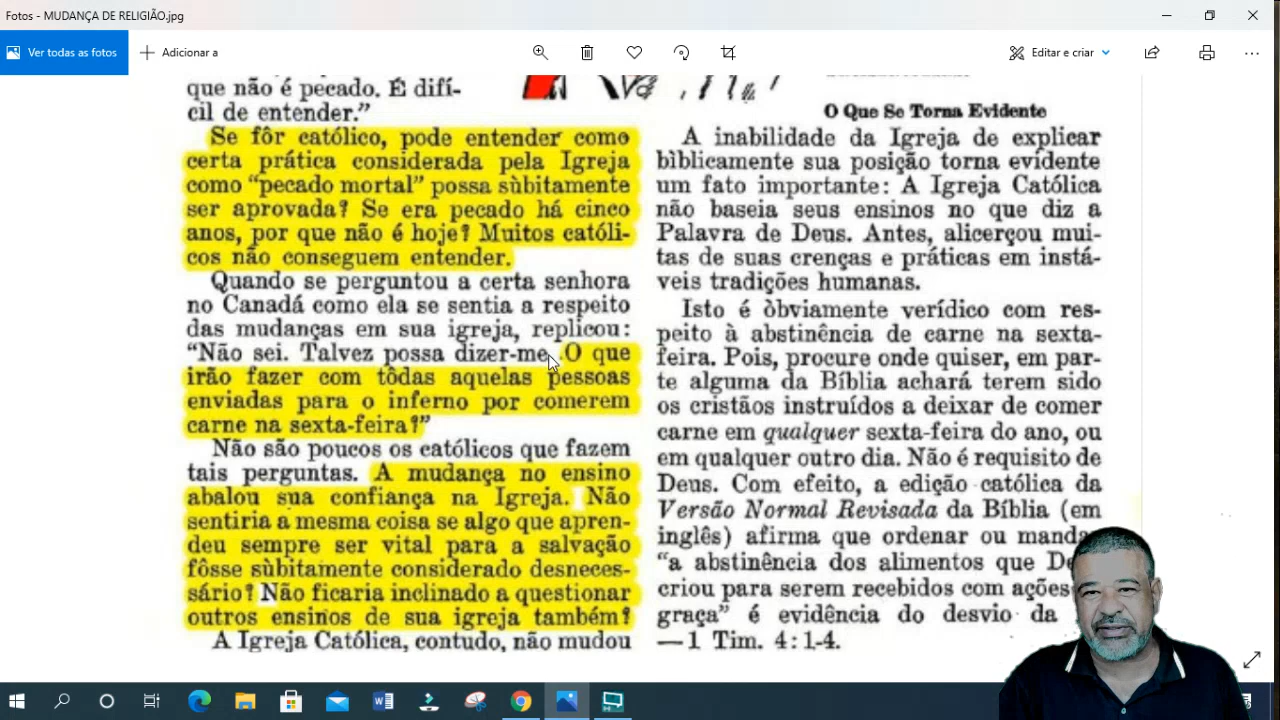 Fotos - MUDANÇA DE RELIGIÃO.jpg
Ver todas as fotos
Adicionar a
Editar e criar
que não é pecado. É difí-
cil de entender.”
Se fôr católico, pode entender como
certa prática considerada pela Igreja
como “pecado mortal” possa sùbitamente
ser aprovada? Se era pecado há cinco
anos, por que não é hoje? Muitos católi-
cos não conseguem entender.
Quando se perguntou a certa senhora
no Canadá como ela se sentia a respeito
das mudanças em sua igreja, replicou:
“Não sei. Talvez possa dizer-me. O que
irão fazer com tôdas aquelas pessoas
enviadas para o inferno por comerem
carne na sexta-feira?”
Não são poucos os católicos que fazem
tais perguntas. A mudança no ensino
abalou sua confiança na Igreja. Não
sentiria a mesma coisa se algo que apren-
deu sempre ser vital para a salvação
fôsse sùbitamente considerado desneces-
sário? Não ficaria inclinado a questionar
outros ensinos de sua igreja também?
A Igreja Católica, contudo, não mudou
O Que Se Torna Evidente
A inabilidade da Igreja de explicar
bìblicamente sua posição torna evidente
um fato importante: A Igreja Católica
não baseia seus ensinos no que diz a
Palavra de Deus. Antes, alicerçou mui-
tas de suas crenças e práticas em instá-
veis tradições humanas.
Isto é òbviamente verídico com res-
peito à abstinência de carne na sexta-
feira. Pois, procure onde quiser, em par-
te alguma da Bíblia achará terem sido
os cristãos instruídos a deixar de comer
carne em qualquer sexta-feira do ano, ou
em qualquer outro dia. Não é requisito de
Deus. Com efeito, a edição católica da
Versão Normal Revisada da Bíblia (em
inglês) afirma que ordenar ou
“a abstinência dos alimentos que
criou para serem recebidos com ações
graça” é evidência do desvio da
—1 Tim. 4:1-4.